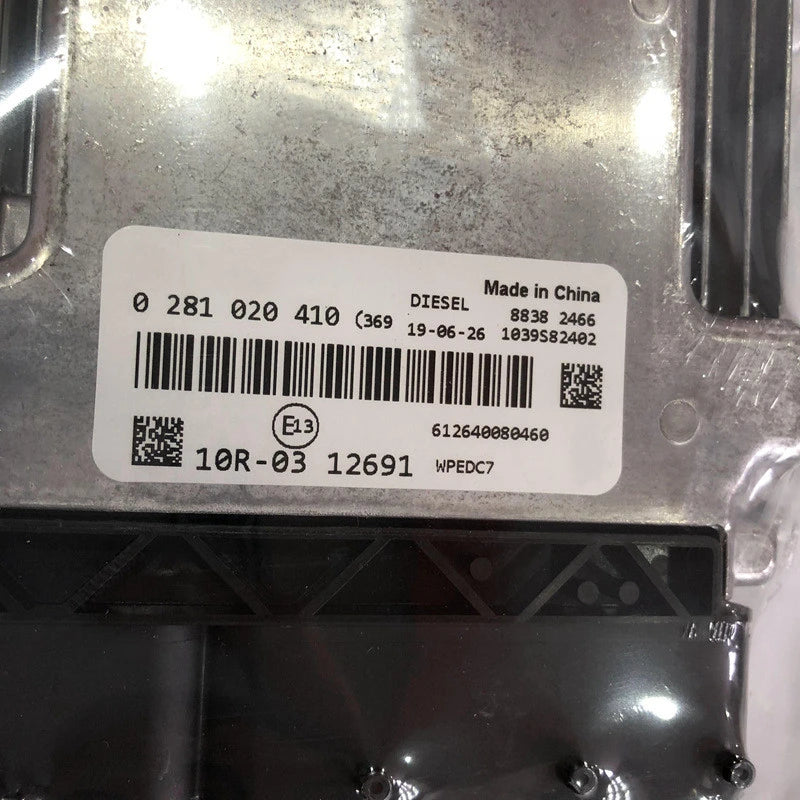 Made in China
0 281 020 410 (369 DIESEL 8838 2466
19-06-26 1039S82402
E13
612640080460
10R-03 12691 WPEDC7